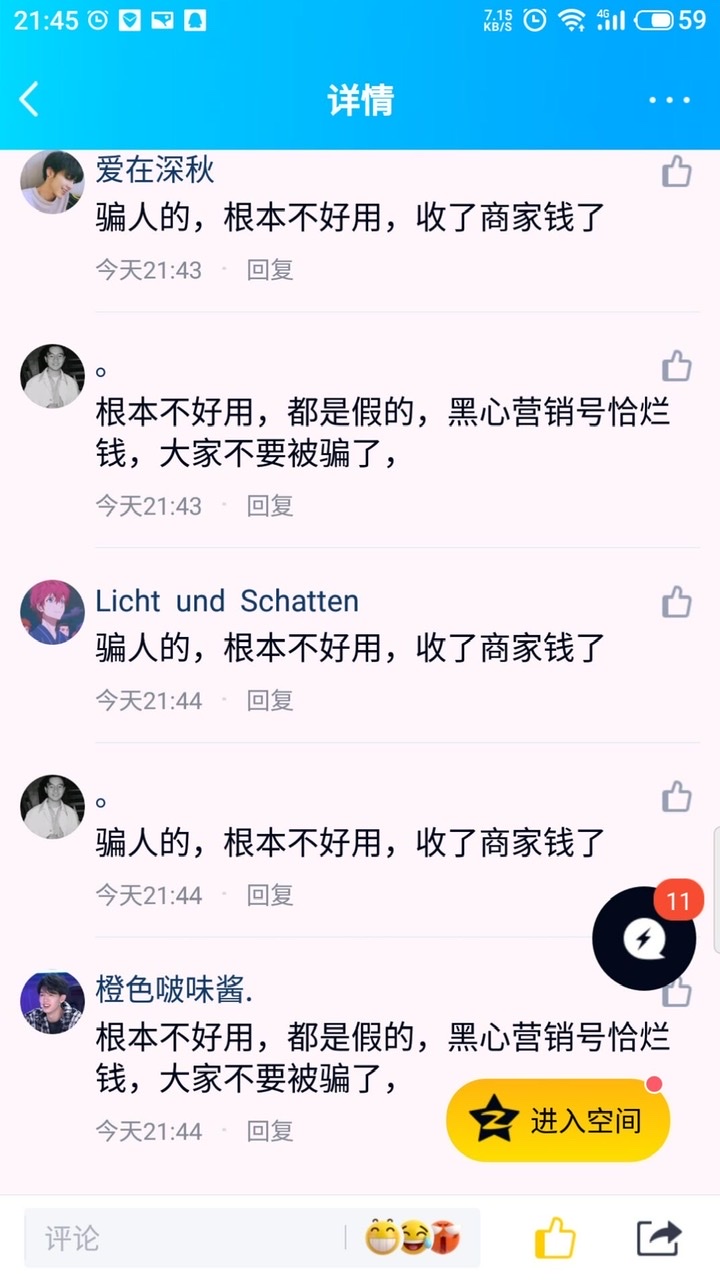 21:45
7.15
KB/S
4G
59
详情
爱在深秋
骗人的，根本不好用，收了商家钱了
今天21:43 · 回复
。
根本不好用，都是假的，黑心营销号恰烂
钱，大家不要被骗了，
今天21:43 · 回复
Licht und Schatten
骗人的，根本不好用，收了商家钱了
今天21:44 · 回复
。
骗人的，根本不好用，收了商家钱了
今天21:44 · 回复
11
橙色啵味酱.
根本不好用，都是假的，黑心营销号恰烂
钱，大家不要被骗了，
今天21:44 · 回复
进入空间
评论